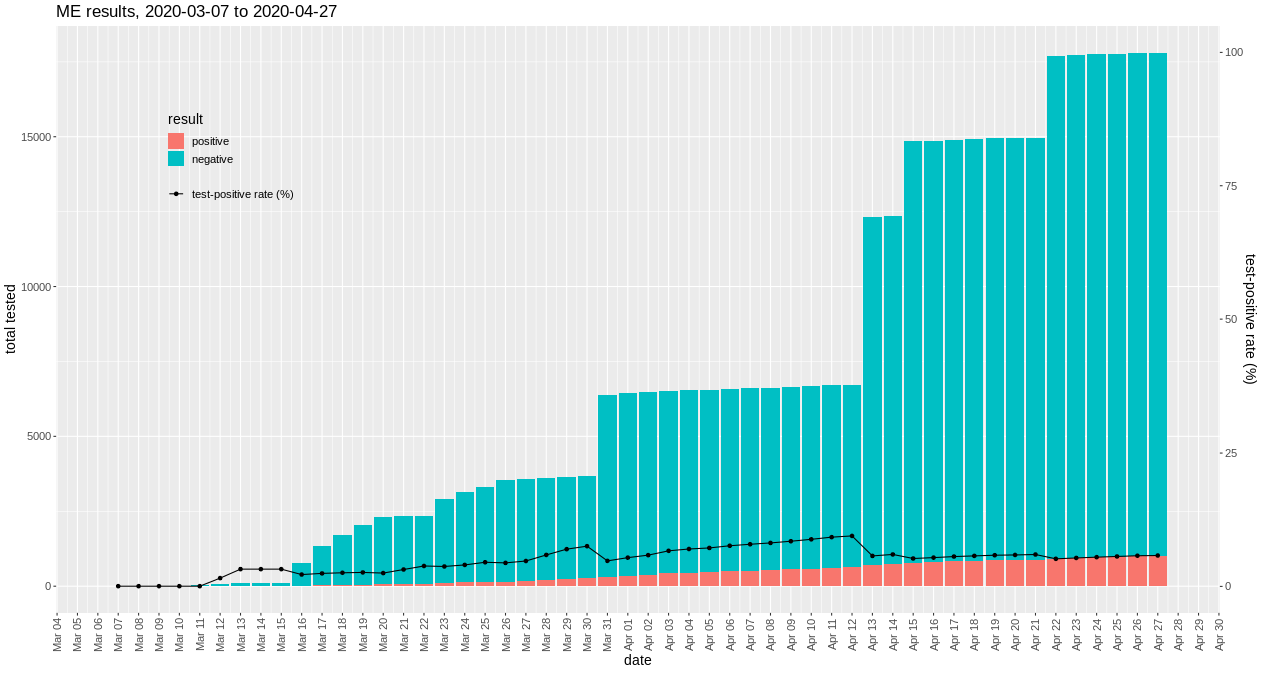 ME results, 2020-03-07 to 2020-04-27
total tested
15000
10000
5000
0
result
positive
negative
test-positive rate (%)
100
75
50
25
0
test-positive rate (%)
Mar 04
Mar 05
Mar 06
Mar 07
Mar 08
Mar 09
Mar 10
Mar 11
Mar 12
Mar 13
Mar 14
Mar 15
Mar 16
Mar 17
Mar 18
Mar 19
Mar 20
Mar 21
Mar 22
Mar 23
Mar 24
Mar 25
Mar 26
Mar 27
Mar 28
Mar 29
Mar 30
Mar 31
Apr 01
Apr 02
Apr 03
Apr 04
Apr 05
Apr 06
Apr 07
Apr 08
Apr 09
Apr 10
Apr 11
Apr 12
Apr 13
Apr 14
Apr 15
Apr 16
Apr 17
Apr 18
Apr 19
Apr 20
Apr 21
Apr 22
Apr 23
Apr 24
Apr 25
Apr 26
Apr 27
Apr 28
Apr 29
Apr 30
date